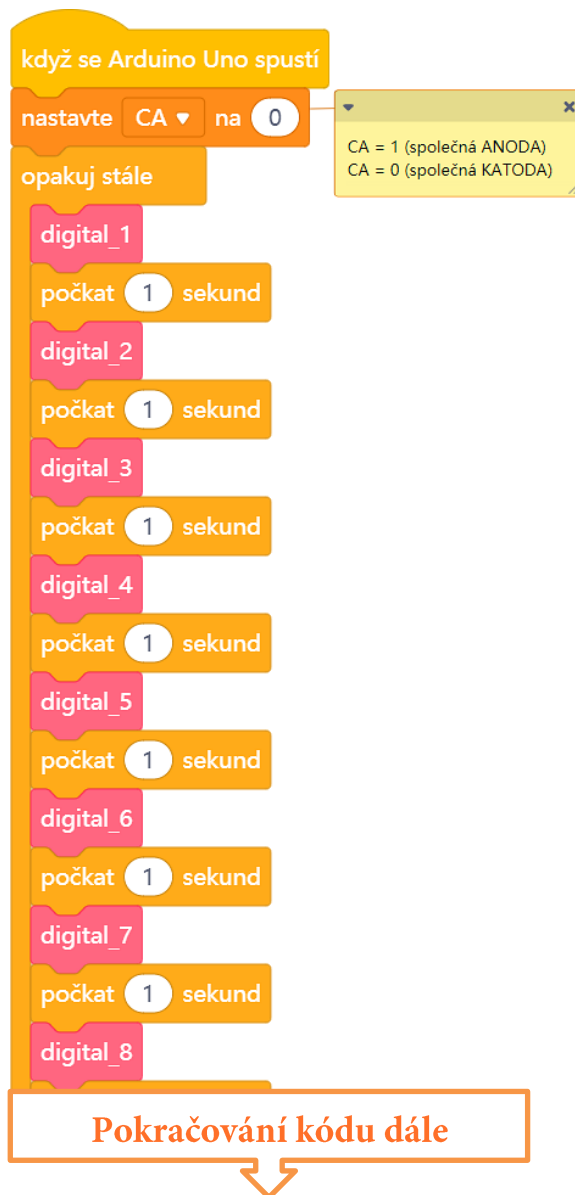 když se Arduino Uno spustí
nastavte CA na 0
CA = 1 (společná ANODA)
CA = 0 (společná KATODA)
opakuj stále
digital_1
počkat 1 sekund
digital_2
počkat 1 sekund
digital_3
počkat 1 sekund
digital_4
počkat 1 sekund
digital_5
počkat 1 sekund
digital_6
počkat 1 sekund
digital_7
počkat 1 sekund
digital_8
Pokračování kódu dále